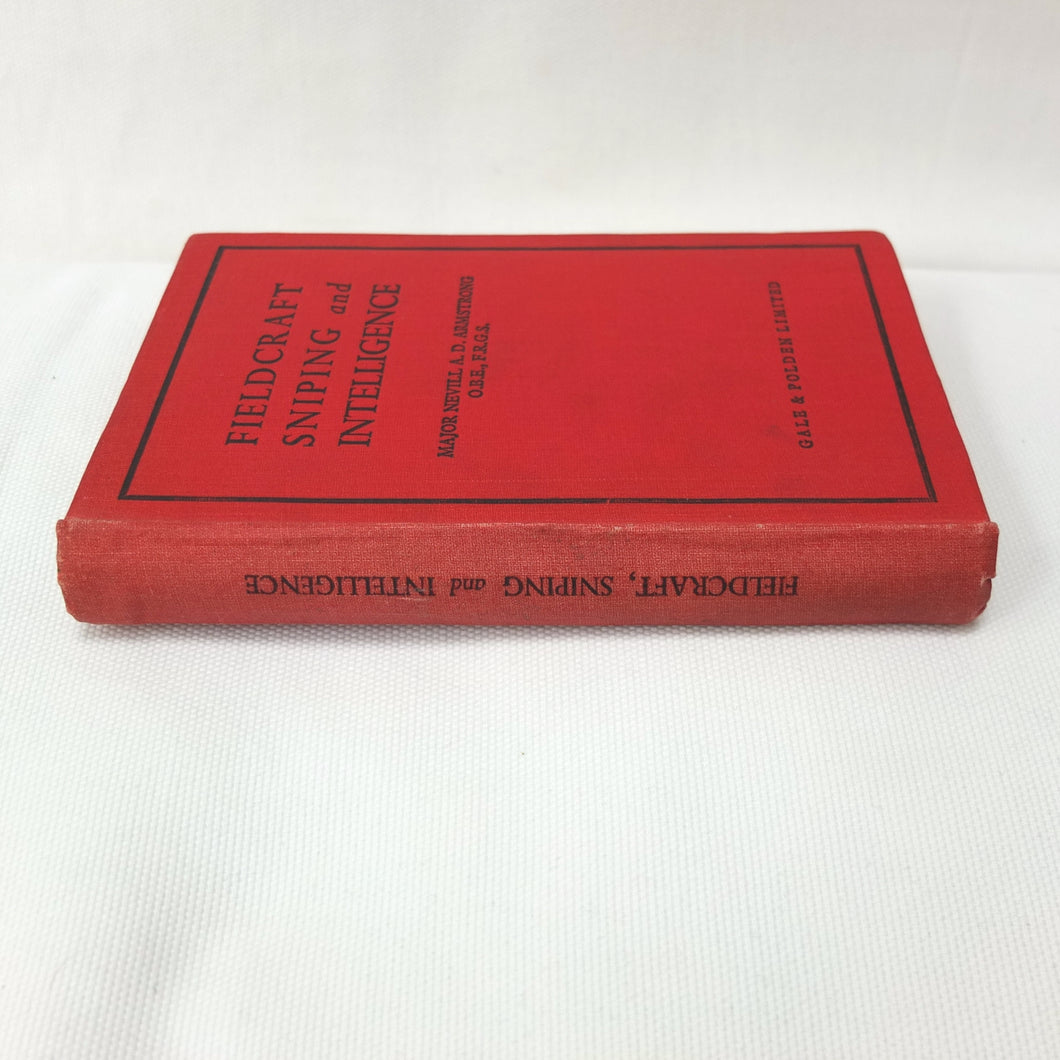 FIELDCRAFT
SNIPING and
INTELLIGENCE
MAJOR NEVILL A. D. ARMSTRONG
O.B.E., F.R.G.S.
GALE & POLDEN LIMITED
FIELDCRAFT, SNIPING and INTELLIGENCE